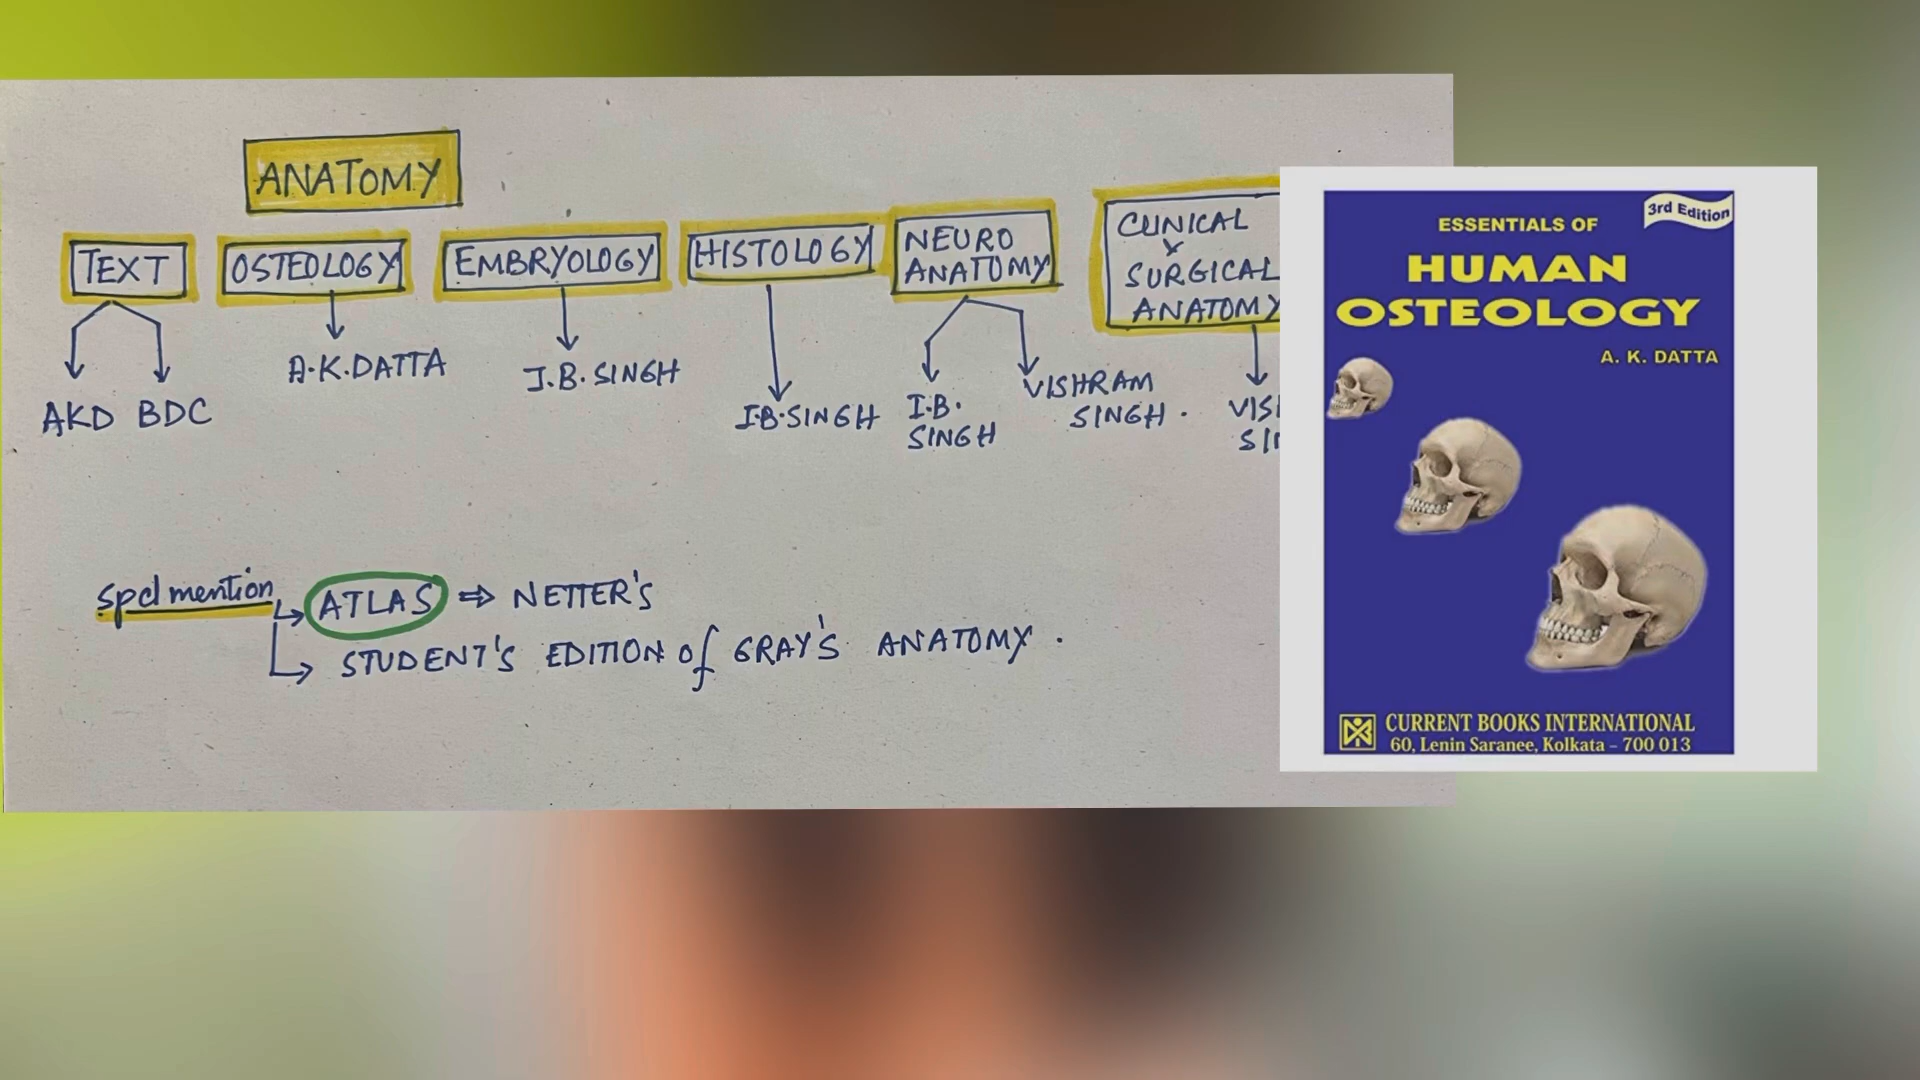 ANATOMY
TEXT
OSTEOLOGY
EMBRYOLOGY
HISTOLOGY
NEURO
ANATOMY
CLINICAL
&
SURGICAL
ANATOMY
AKD BDC
A.K.DATTA
I.B.SINGH
I.B.SINGH
I.B.
SINGH
VISHRAM
SINGH.
VIS
SI
spcl mention
ATLAS ⇒ NETTER'S
STUDENT'S EDITION of GRAY'S ANATOMY.
3rd Edition
ESSENTIALS OF
HUMAN
OSTEOLOGY
A. K. DATTA
CURRENT BOOKS INTERNATIONAL
60, Lenin Saranee, Kolkata – 700 013